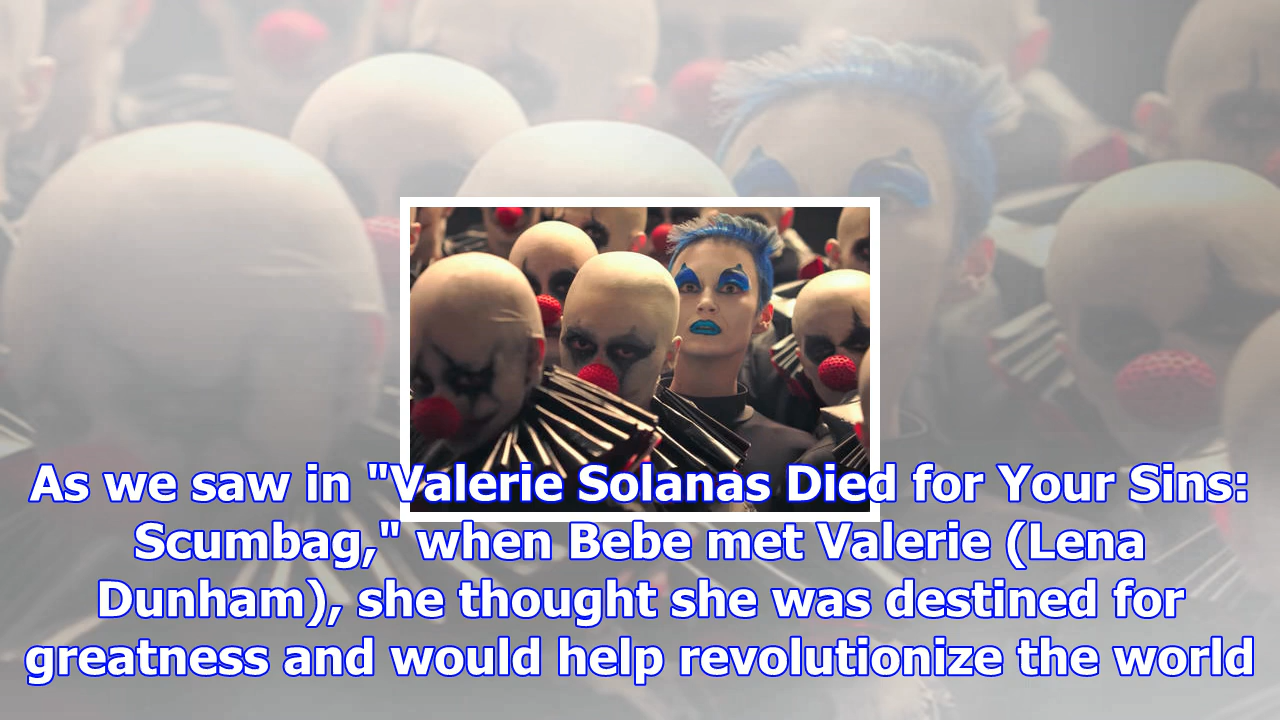 As we saw in "Valerie Solanas Died for Your Sins:
Scumbag," when Bebe met Valerie (Lena
Dunham), she thought she was destined for
greatness and would help revolutionize the world